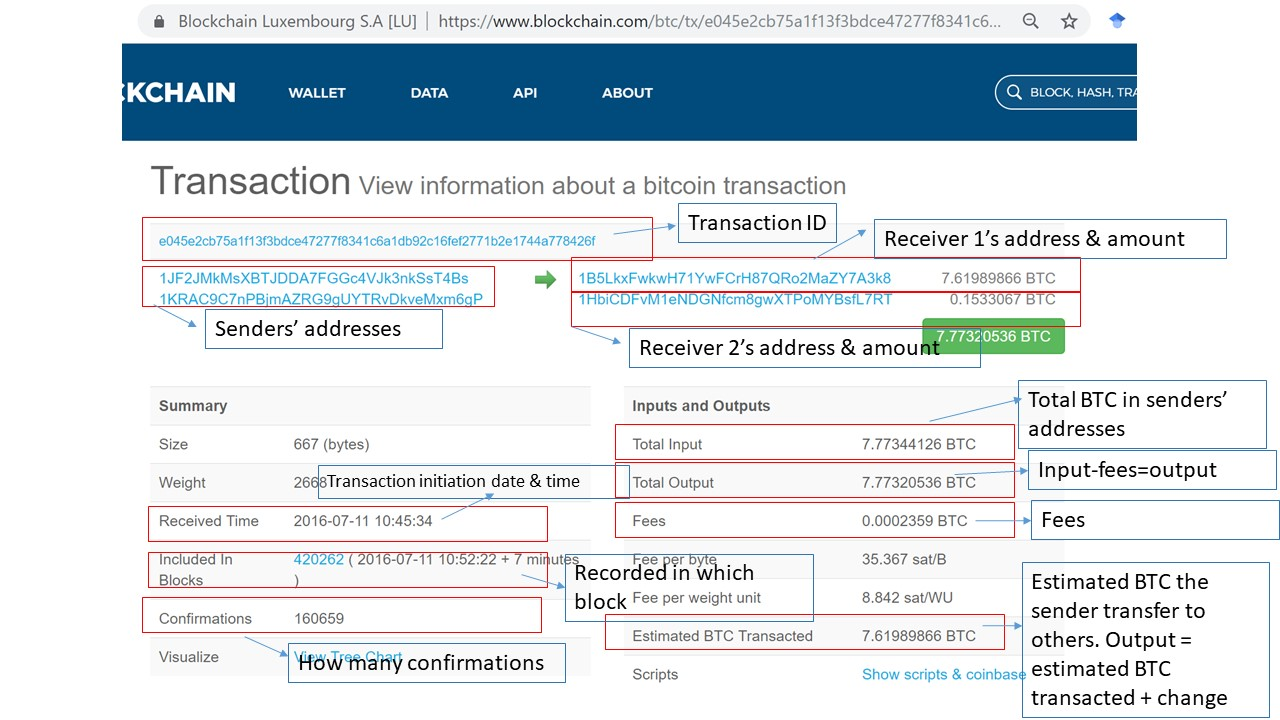 Blockchain Luxembourg S.A [LU] | https://www.blockchain.com/btc/tx/e045e2cb75a1f13f3bdce47277f8341c6...
CKCHAIN WALLET DATA API ABOUT BLOCK, HASH, TRA
Transaction View information about a bitcoin transaction
Transaction ID
e045e2cb75a1f13f3bdce47277f8341c6a1db92c16fef2771b2e1744a778426f
Receiver 1's address & amount
1JF2JMkMsXBTJDDA7FGGc4VJk3nkSsT4Bs 1B5LkxFwkwH71YwFCrH87QRo2MaZY7A3k8 7.61989866 BTC
1KRAC9C7nPBjmAZRG9gUYTRvDkveMxm6gP 1HbiCDFvM1eNDGNfcm8gwXTPoMYBsfL7RT 0.1533067 BTC
Senders' addresses
Receiver 2's address & amount
7.77320536 BTC
Summary
Size 667 (bytes)
Weight 2668
Transaction initiation date & time
Received Time 2016-07-11 10:45:34
Included In 420262 ( 2016-07-11 10:52:22 + 7 minutes
Blocks )
Recorded in which
block
Confirmations 160659
Visualize View Tree Chart
How many confirmations
Inputs and Outputs
Total Input 7.77344126 BTC
Total BTC in senders'
addresses
Total Output 7.77320536 BTC
Input-fees=output
Fees 0.0002359 BTC
Fees
Fee per byte 35.367 sat/B
Fee per weight unit 8.842 sat/WU
Estimated BTC Transacted 7.61989866 BTC
Scripts Show scripts & coinbase
Estimated BTC the
sender transfer to
others. Output =
estimated BTC
transacted + change